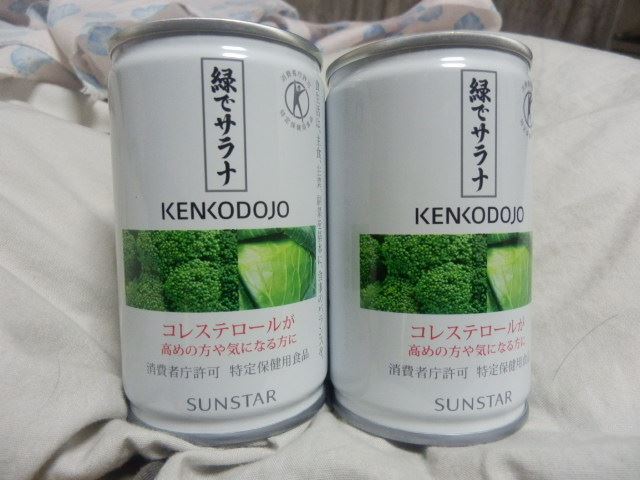 緑でサラナ
KENKODOJO
コレステロールが
高めの方や気になる方に
消費者庁許可 特定保健用食品
SUNSTAR
緑でサラナ
KENKODOJO
コレステロールが
高めの方や気になる方に
消費者庁許可 特定保健用食品
SUNSTAR